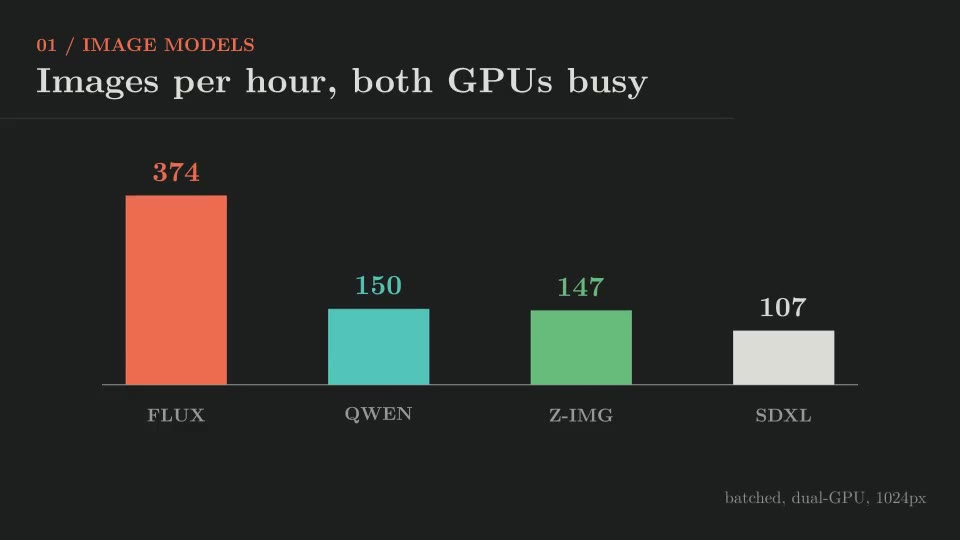 01 / IMAGE MODELS
Images per hour, both GPUs busy
374
150
147
107
FLUX
QWEN
Z-IMG
SDXL
batched, dual-GPU, 1024px